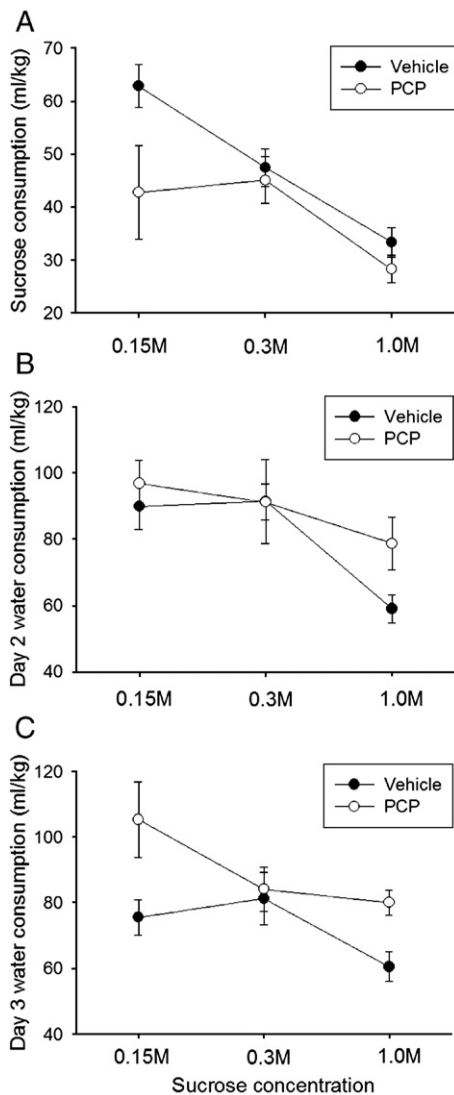 A
Sucrose consumption (ml/kg)
70
60
50
40
30
20
Vehicle
PCP
0.15M 0.3M 1.0M
B
Day 2 water consumption (ml/kg)
120
100
80
60
40
Vehicle
PCP
0.15M 0.3M 1.0M
C
Day 3 water consumption (ml/kg)
120
100
80
60
40
Vehicle
PCP
0.15M 0.3M 1.0M
Sucrose concentration